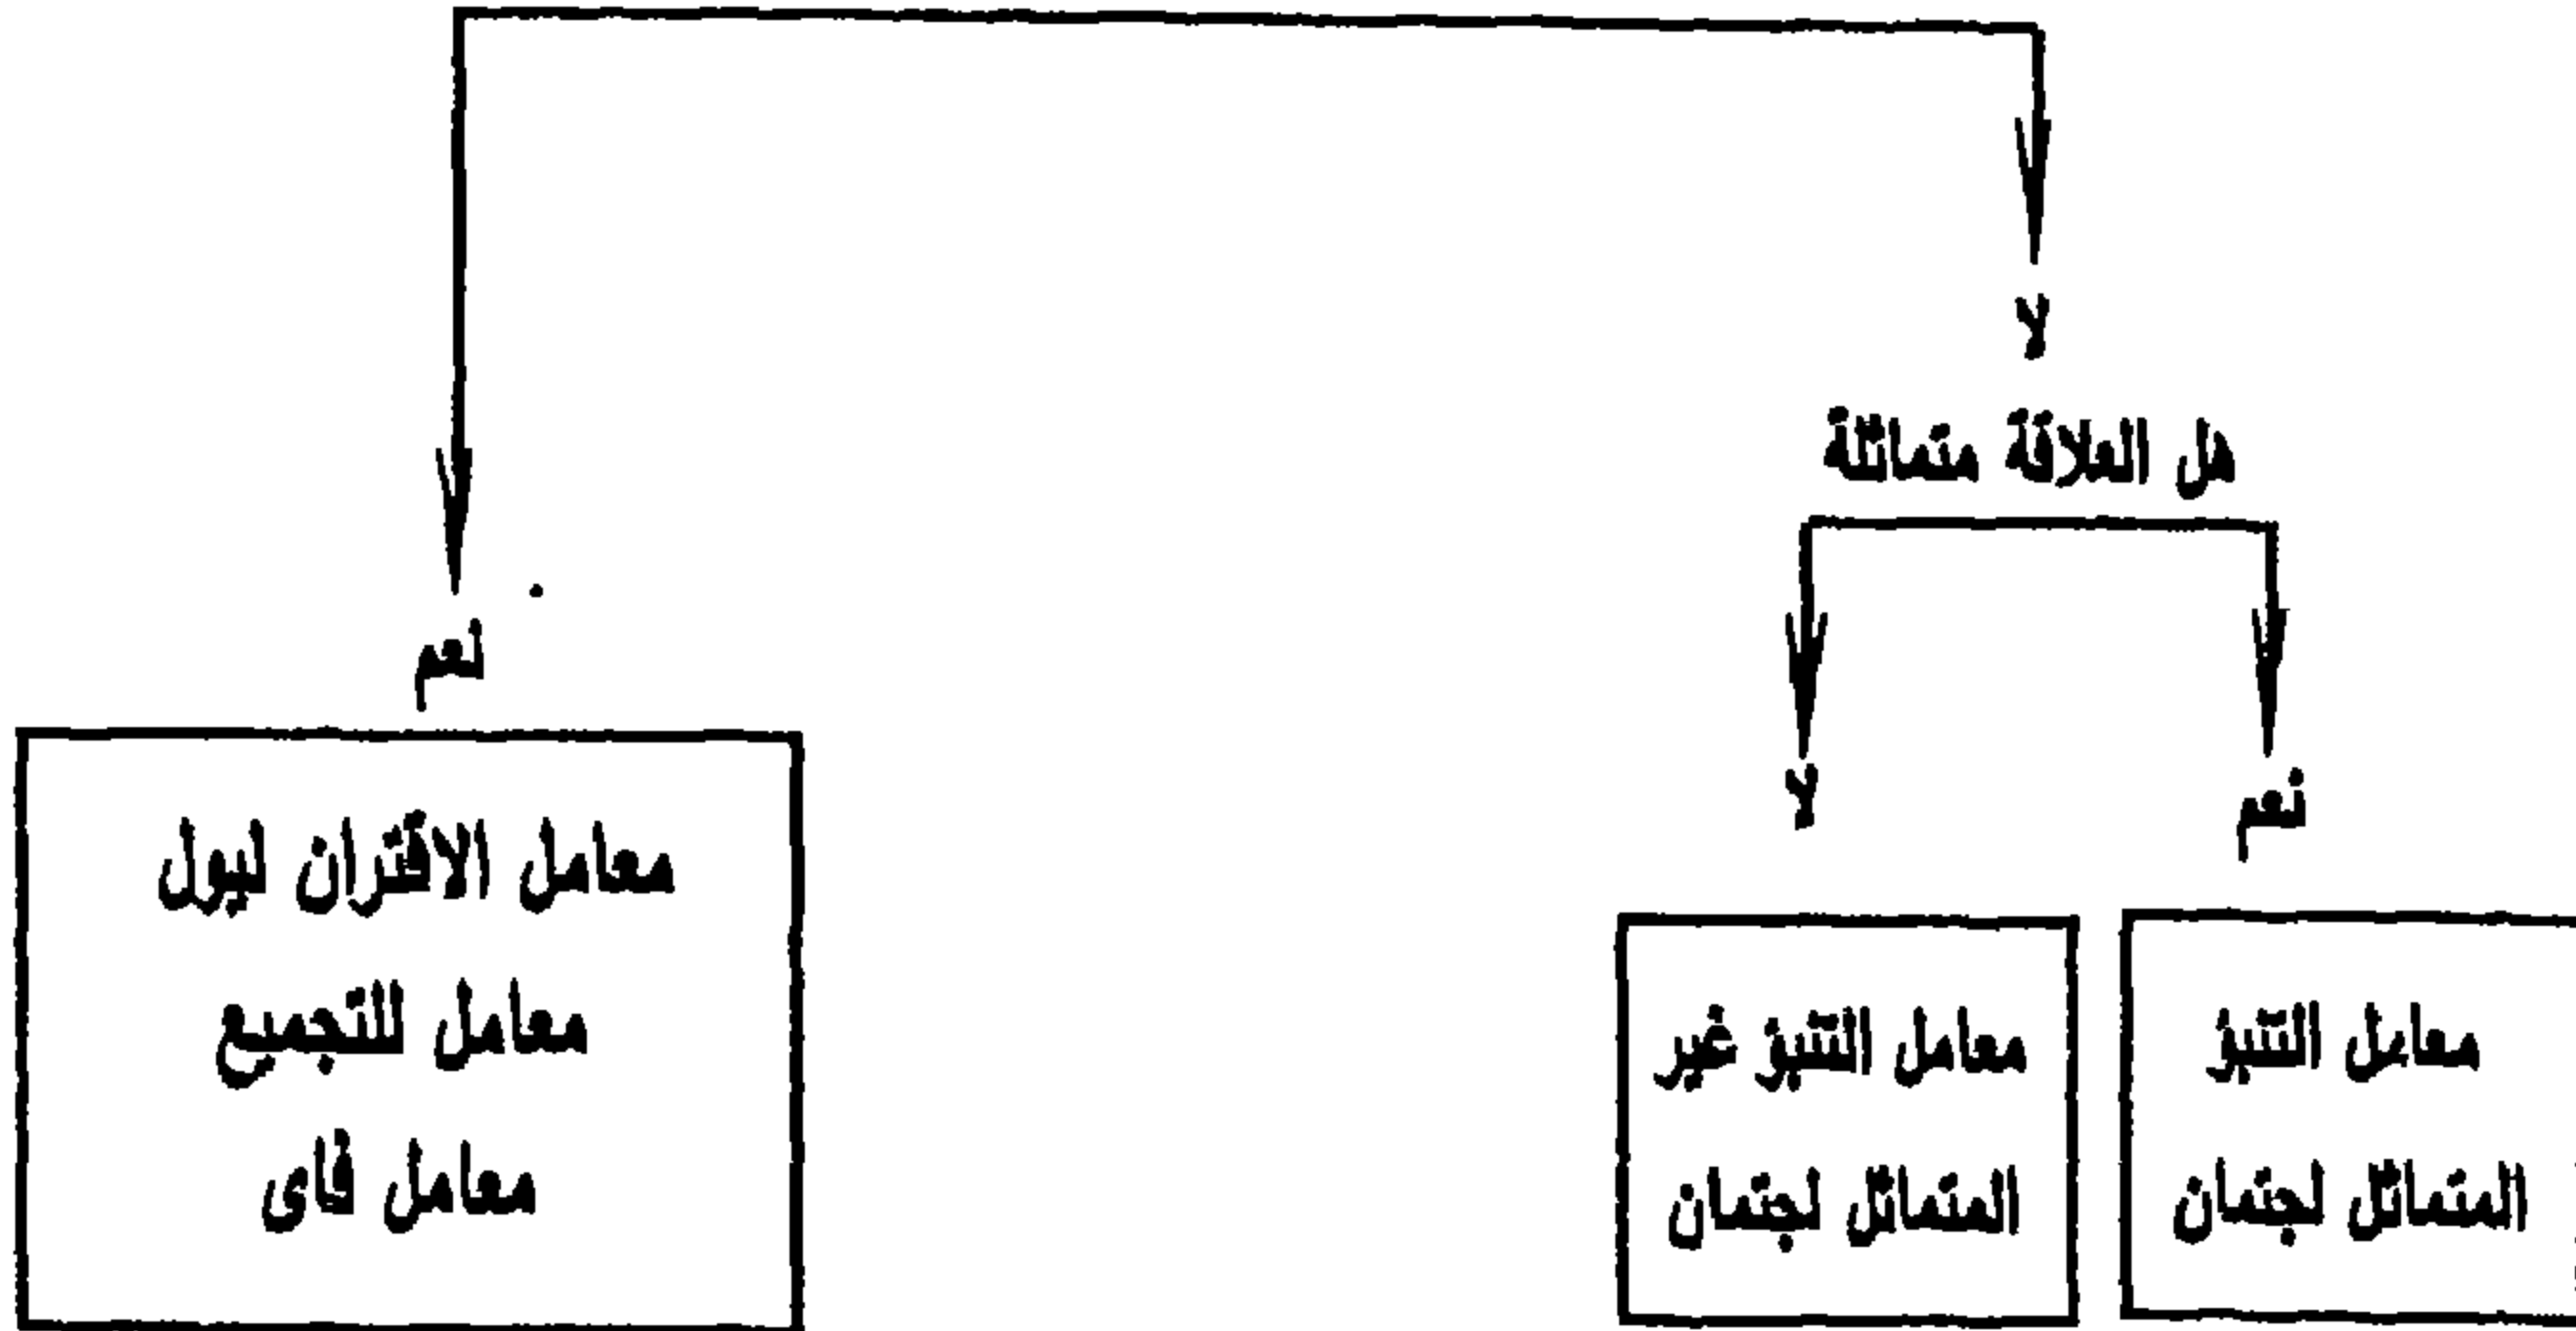 لا
هل العلاقة متماثلة
نعم
لا
نعم
معامل التنبؤ
المتماثل لجتمان
معامل التنبؤ غير
المتماثل لجتمان
معامل الاقتران ليول
معامل للتجميع
معامل فاى